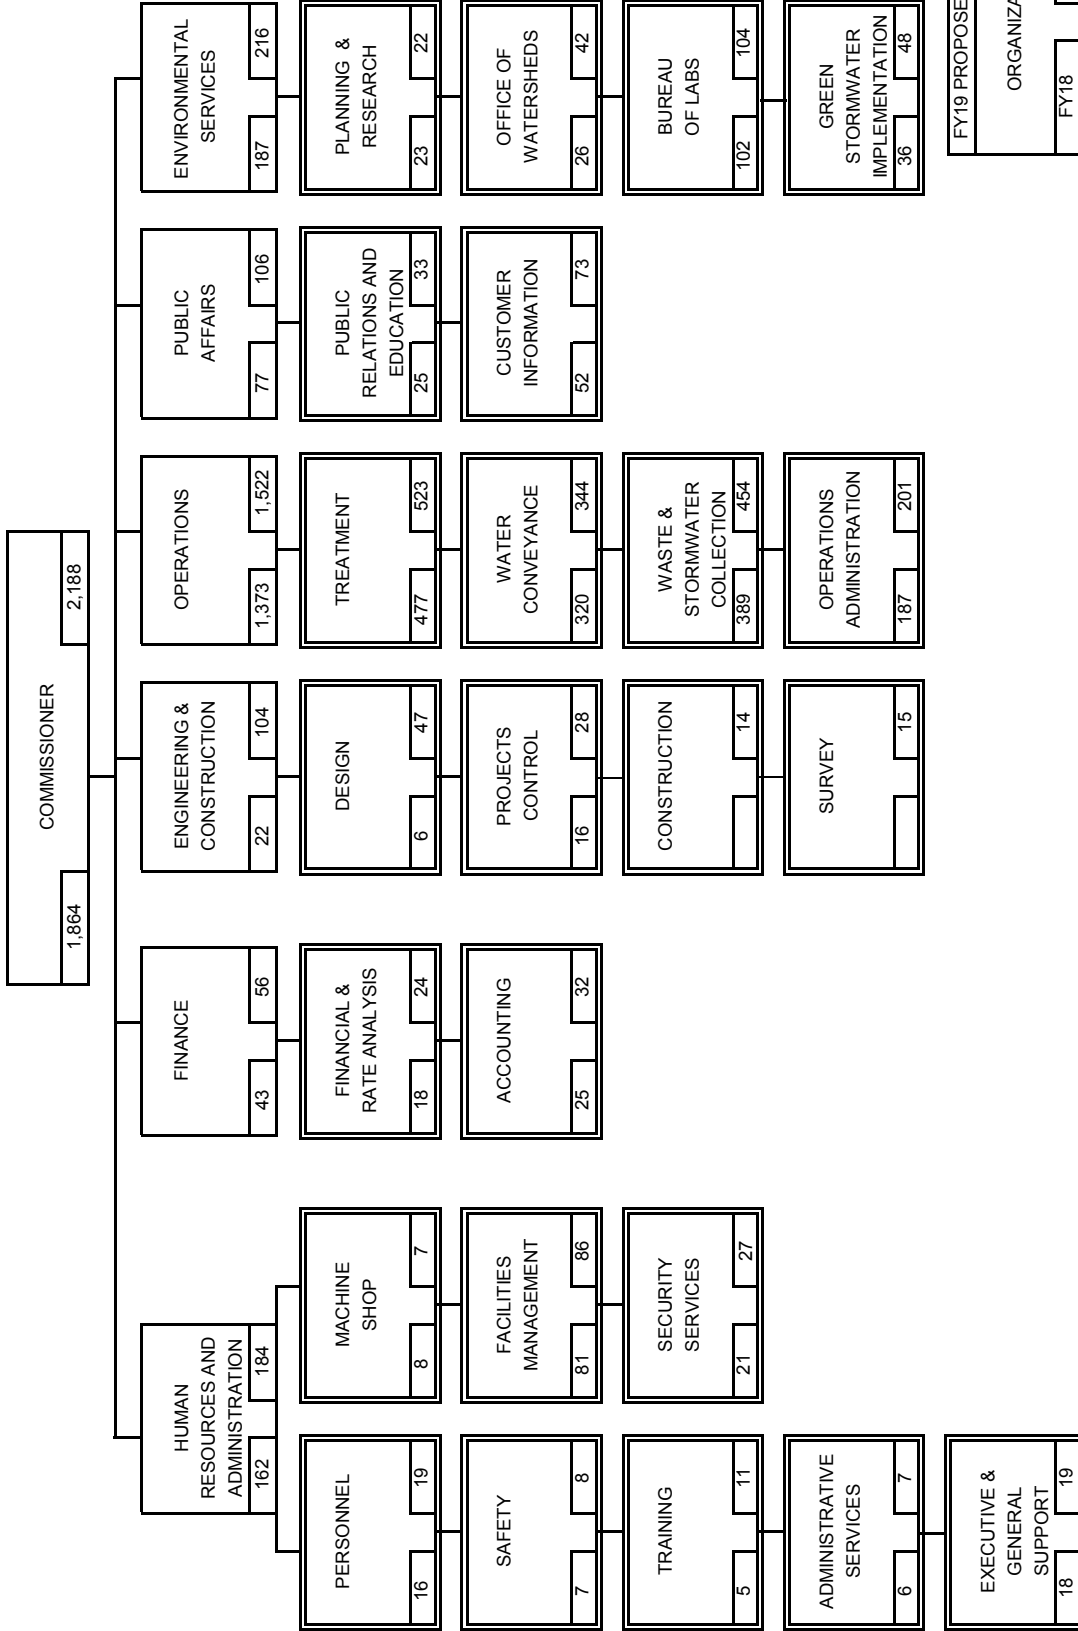 COMMISSIONER
1,864 2,188
HUMAN
RESOURCES AND
ADMINISTRATION
162 184
PERSONNEL
16 19
SAFETY
7 8
TRAINING
5 11
ADMINISTRATIVE
SERVICES
6 7
EXECUTIVE &
GENERAL
SUPPORT
18 19
MACHINE
SHOP
8 7
FACILITIES
MANAGEMENT
81 86
SECURITY
SERVICES
21 27
FINANCE
43 56
FINANCIAL &
RATE ANALYSIS
18 24
ACCOUNTING
25 32
ENGINEERING &
CONSTRUCTION
22 104
DESIGN
6 47
PROJECTS
CONTROL
16 28
CONSTRUCTION
14
SURVEY
15
OPERATIONS
1,373 1,522
TREATMENT
477 523
WATER
CONVEYANCE
320 344
WASTE &
STORMWATER
COLLECTION
389 454
OPERATIONS
ADMINISTRATION
187 201
PUBLIC
AFFAIRS
77 106
PUBLIC
RELATIONS AND
EDUCATION
25 33
CUSTOMER
INFORMATION
52 73
ENVIRONMENTAL
SERVICES
187 216
PLANNING &
RESEARCH
23 22
OFFICE OF
WATERSHEDS
26 42
BUREAU
OF LABS
102 104
GREEN
STORMWATER
IMPLEMENTATION
36 48
FY19 PROPOSE
ORGANIZA
FY18